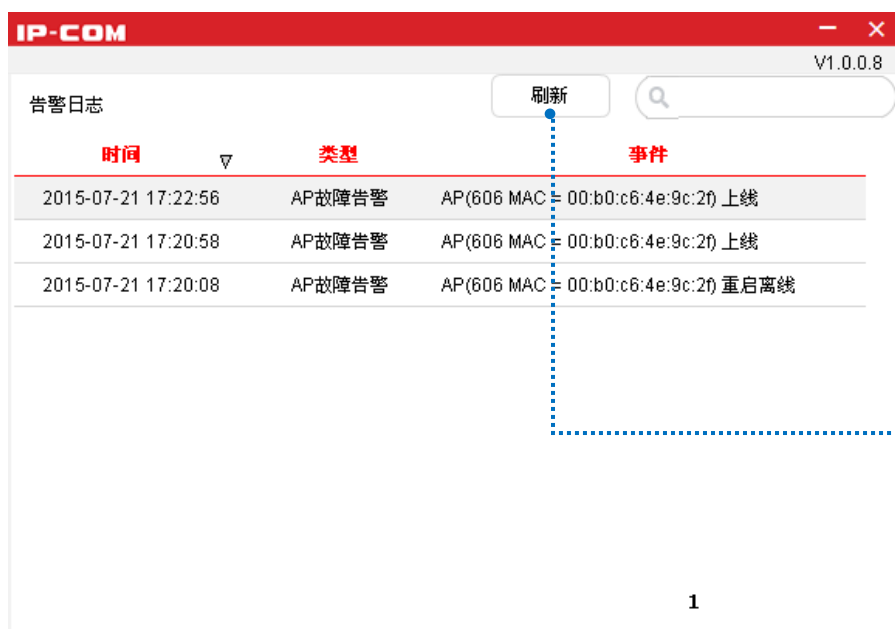 IP-COM
V1.0.0.8
告警日志 刷新
时间 类型 事件
2015-07-21 17:22:56 AP故障告警 AP(606 MAC = 00:b0:c6:4e:9c:2f) 上线
2015-07-21 17:20:58 AP故障告警 AP(606 MAC = 00:b0:c6:4e:9c:2f) 上线
2015-07-21 17:20:08 AP故障告警 AP(606 MAC = 00:b0:c6:4e:9c:2f) 重启离线
1